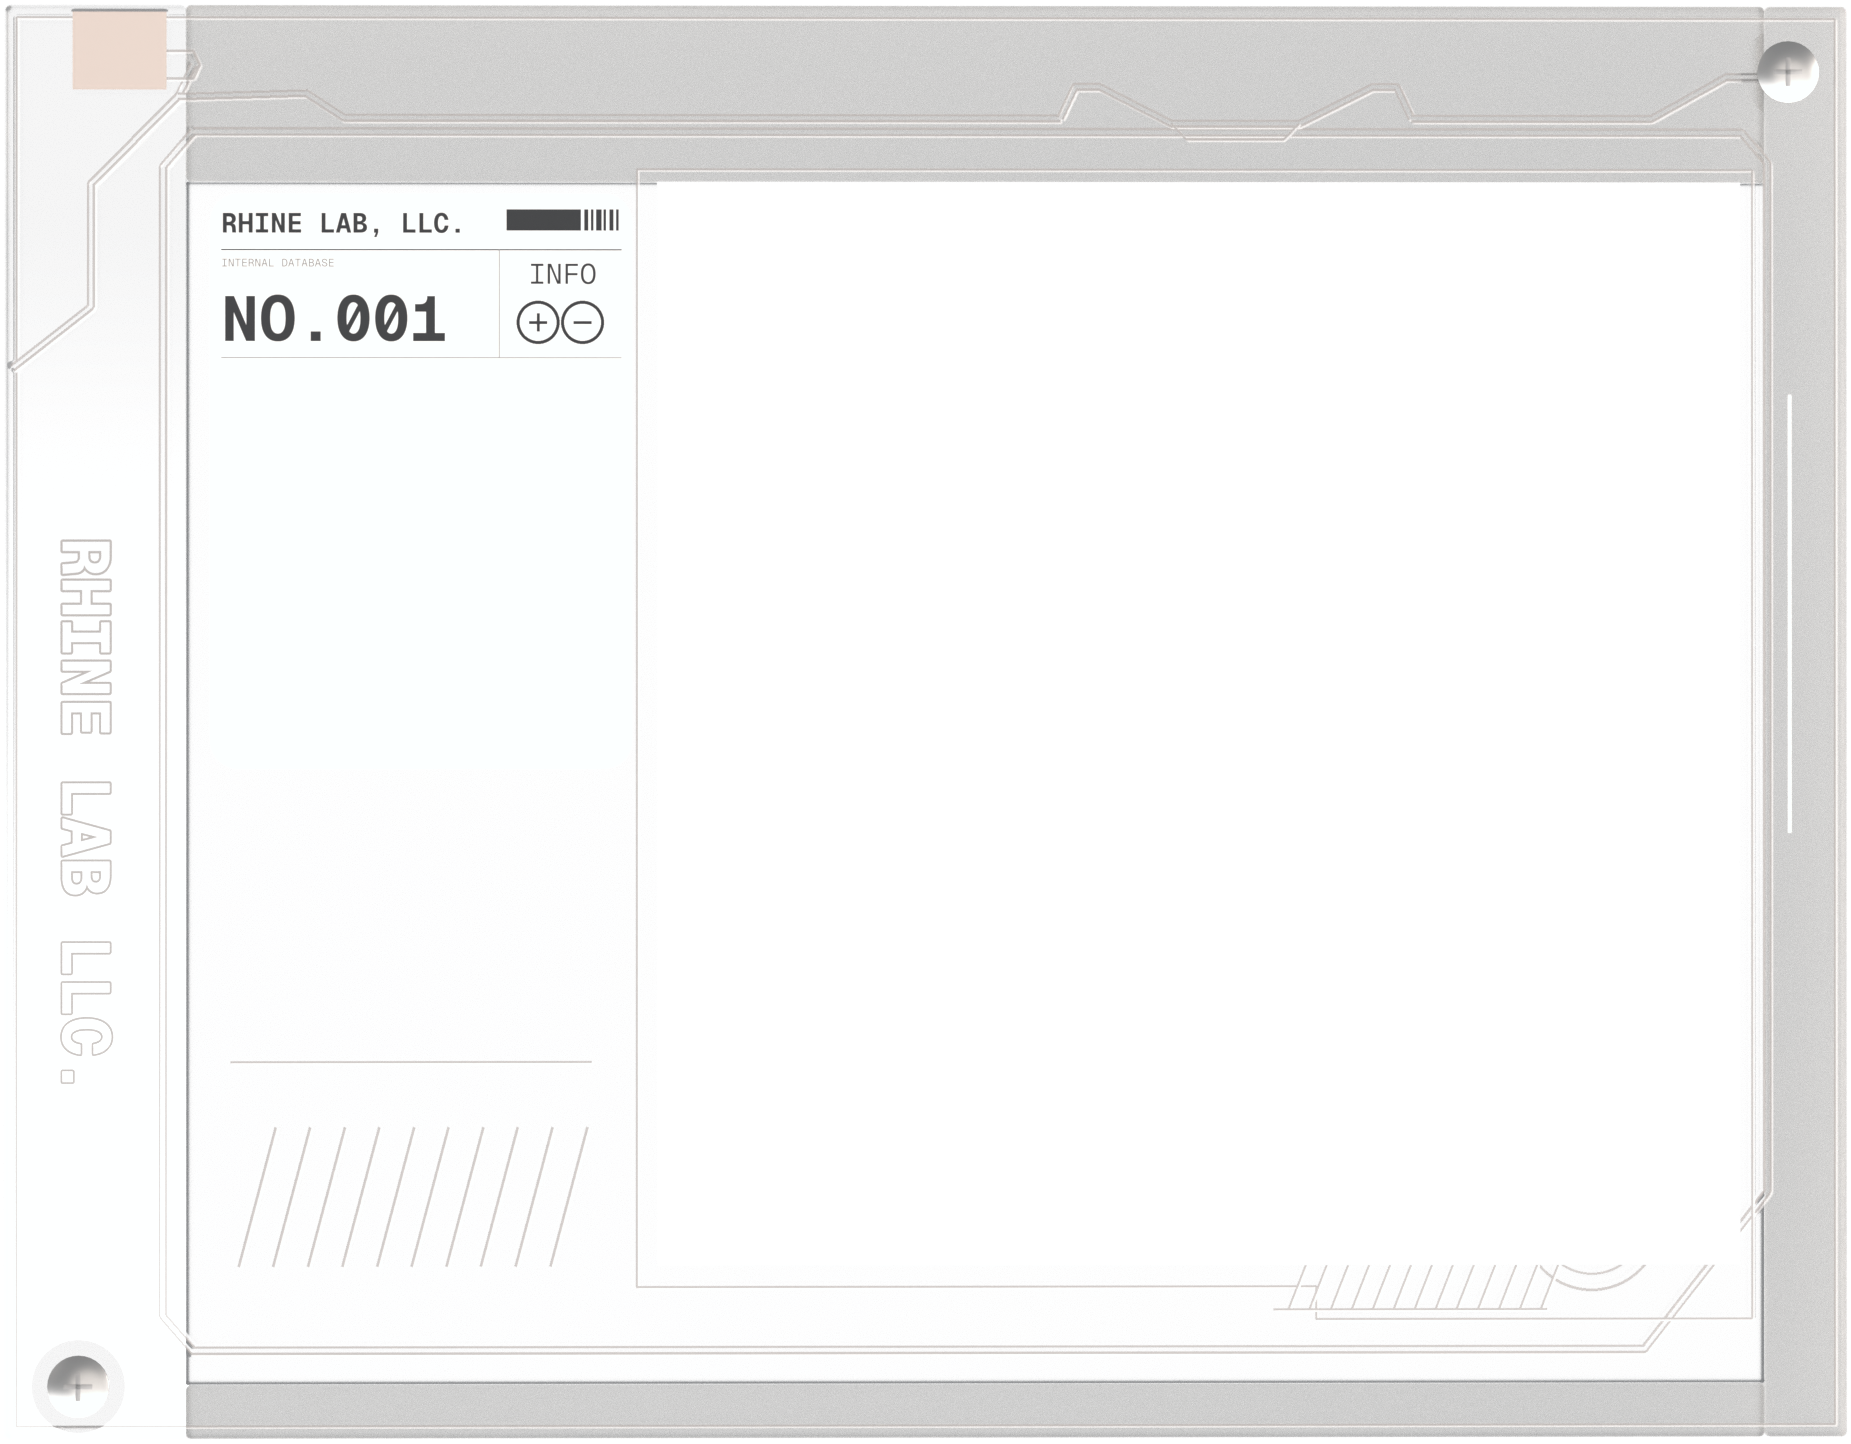 RHINE LAB, LLC.
INTERNAL DATABASE
NO.001
INFO
RHINE LAB LLC.